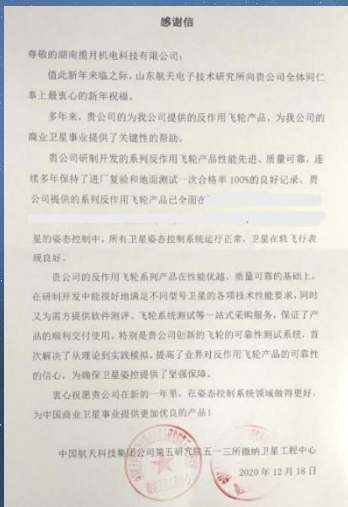 感谢信
尊敬的湖南揽月机电科技有限公司：
值此新年来临之际，山东航天电子技术研究所向贵公司全体同仁
奉上最衷心的新年祝福。
多年来，贵公司的为我公司提供的反作用飞轮产品，为我公司的
商业卫星事业提供了关键性的帮助。
贵公司研制开发的系列反作用飞轮产品性能先进、质量可靠，连
续多年保持了进厂复验和地面测试一次合格率 100%的良好记录。贵
公司提供的系列反作用飞轮产品已全面在
星的姿态控制中，所有卫星姿态控制系统运行正常，卫星在轨飞行表
现良好。
贵公司的反作用飞轮系列产品在性能优越、质量可靠的基础上，
在研制开发中能很好地满足不同型号卫星的各项技术性能要求，同时
又为需方提供软件测评、飞轮系统测试等一站式采购服务，保证了产
品的顺利交付使用。特别是贵公司创新的飞轮的可靠性测试系统，首
次解决了从理论到实践模拟，提高了业界对反作用飞轮产品的可靠性
的信心，为确保卫星姿控提供了坚强保障。
衷心祝愿贵公司在新的一年里，在姿态控制系统领域做得更好，
为中国商业卫星事业提供更加优良的产品！
中国航天科技集团公司第五研究院五一三所微纳卫星工程中心
2020 年 12 月 18 日